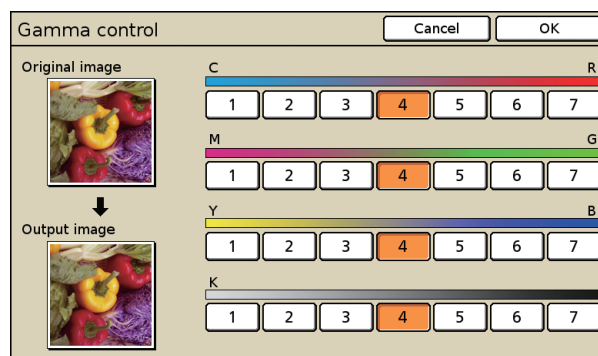 Gamma control Cancel OK
Original image
C R
1 2 3 4 5 6 7
M G
1 2 3 4 5 6 7
Y B
Output image
1 2 3 4 5 6 7
K
1 2 3 4 5 6 7